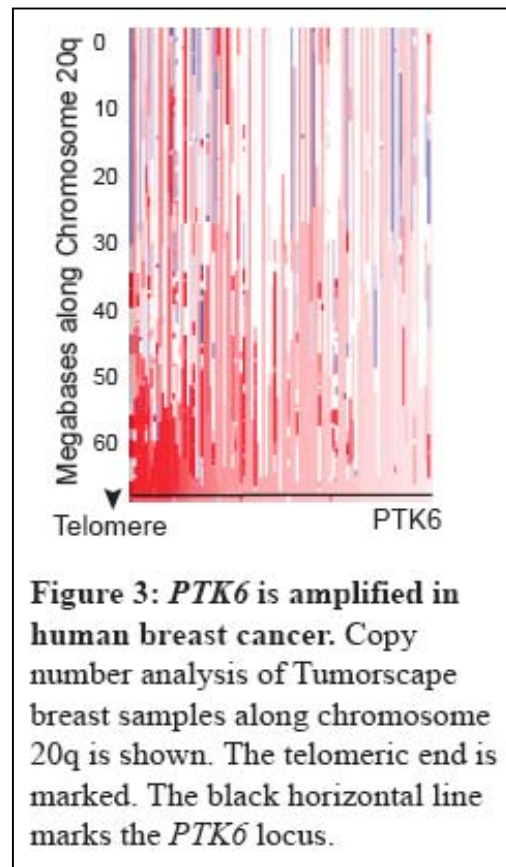 Megabases along Chromosome 20q
0
10
20
30
40
50
60
Telomere PTK6
Figure 3: PTK6 is amplified in
human breast cancer. Copy
number analysis of Tumorscape
breast samples along chromosome
20q is shown. The telomeric end is
marked. The black horizontal line
marks the PTK6 locus.